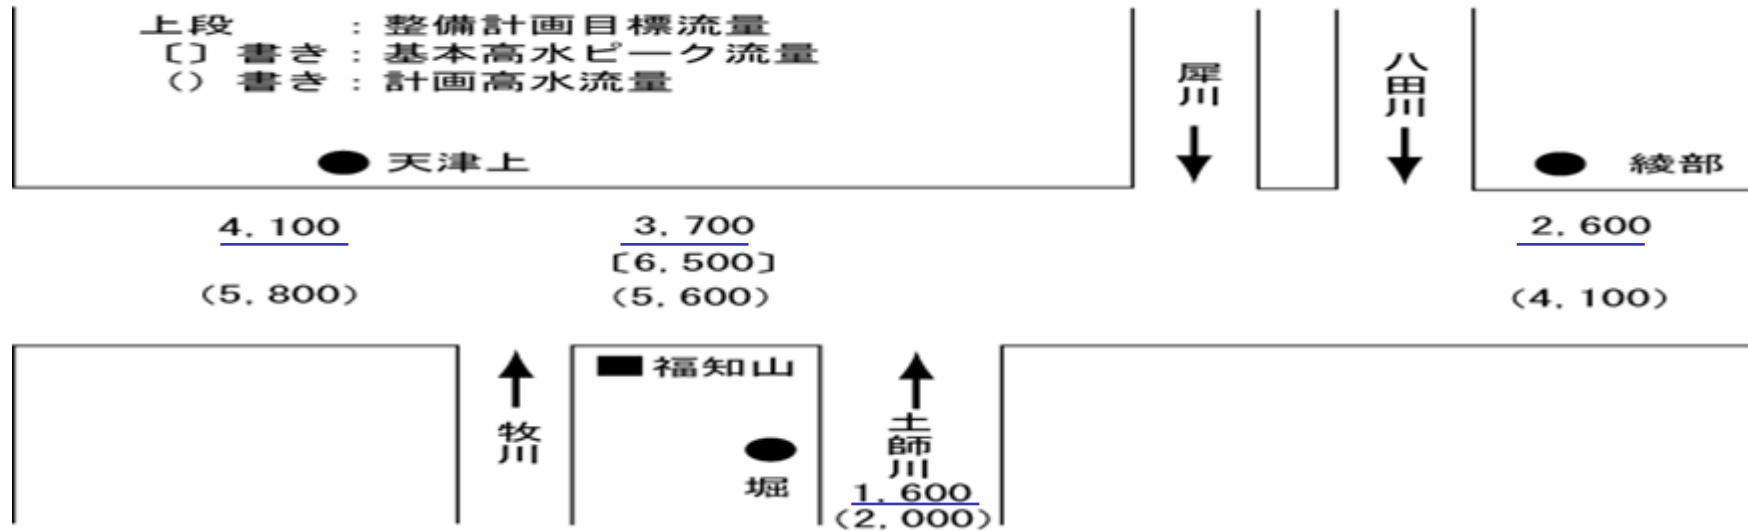 上段 : 整備計画目標流量
〔〕書き : 基本高水ピーク流量
()書き : 計画高水流量
犀川
八田川
天津上
綾部
4,100
3,700
2,600
〔6,500〕
(5,800)
(5,600)
(4,100)
福知山
牧川
土師川
堀
1,600
(2,000)